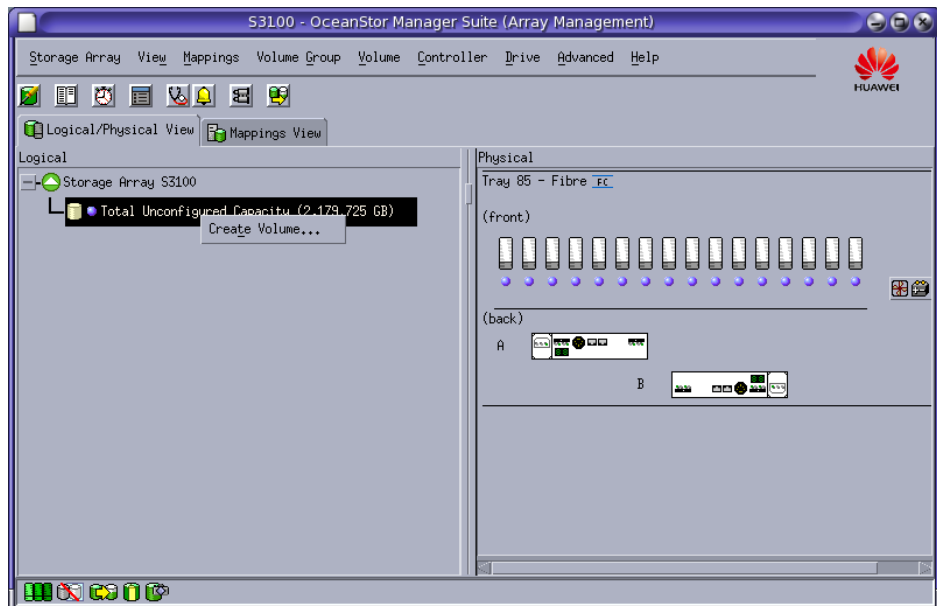 S3100 - OceanStor Manager Suite (Array Management)
Storage Array View Mappings Volume Group Volume Controller Drive Advanced Help
HUAWEI
Logical/Physical View Mappings View
Logical
Storage Array S3100
Total Unconfigured Capacity (2,179.725 GB)
Create Volume...
Physical
Tray 85 - Fibre FC
(front)
(back)
A
B